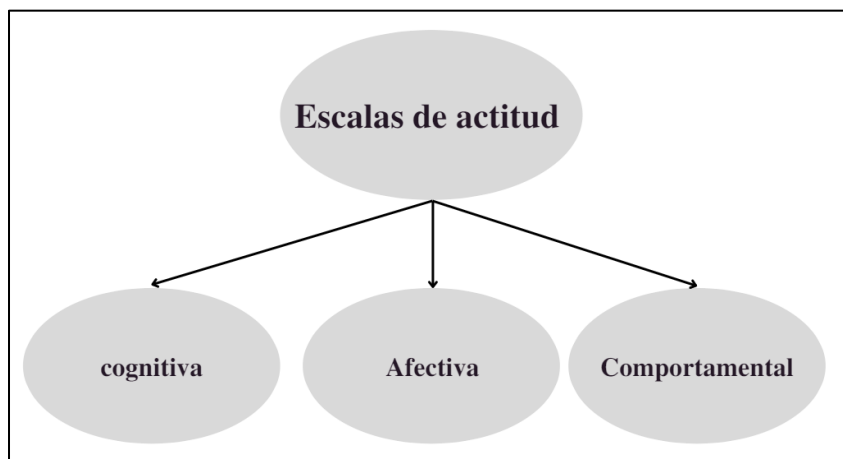 Escalas de actitud
cognitiva
Afectiva
Comportamental